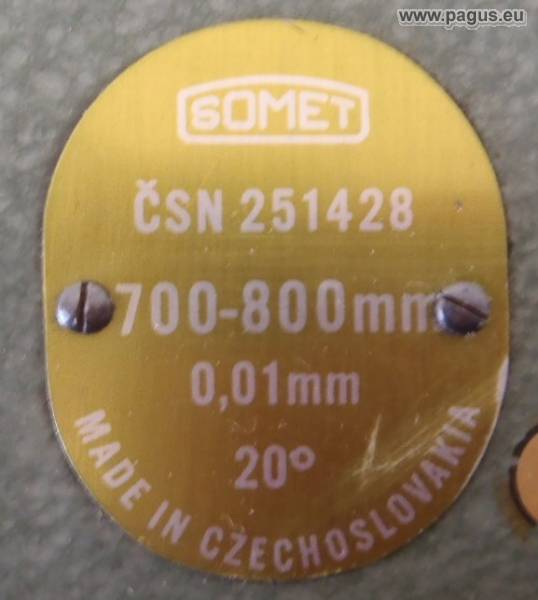 www.pagus.eu
SOMET
ČSN 251428
700-800mm
0,01mm
20°
MADE IN CZECHOSLOVAKIA